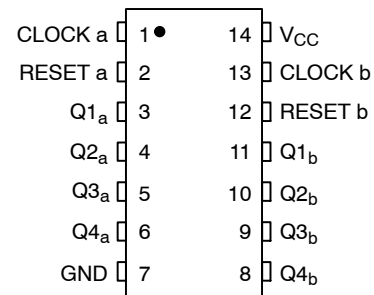 CLOCK a 1 14 VCC
RESET a 2 13 CLOCK b
Q1a 3 12 RESET b
Q2a 4 11 Q1b
Q3a 5 10 Q2b
Q4a 6 9 Q3b
GND 7 8 Q4b